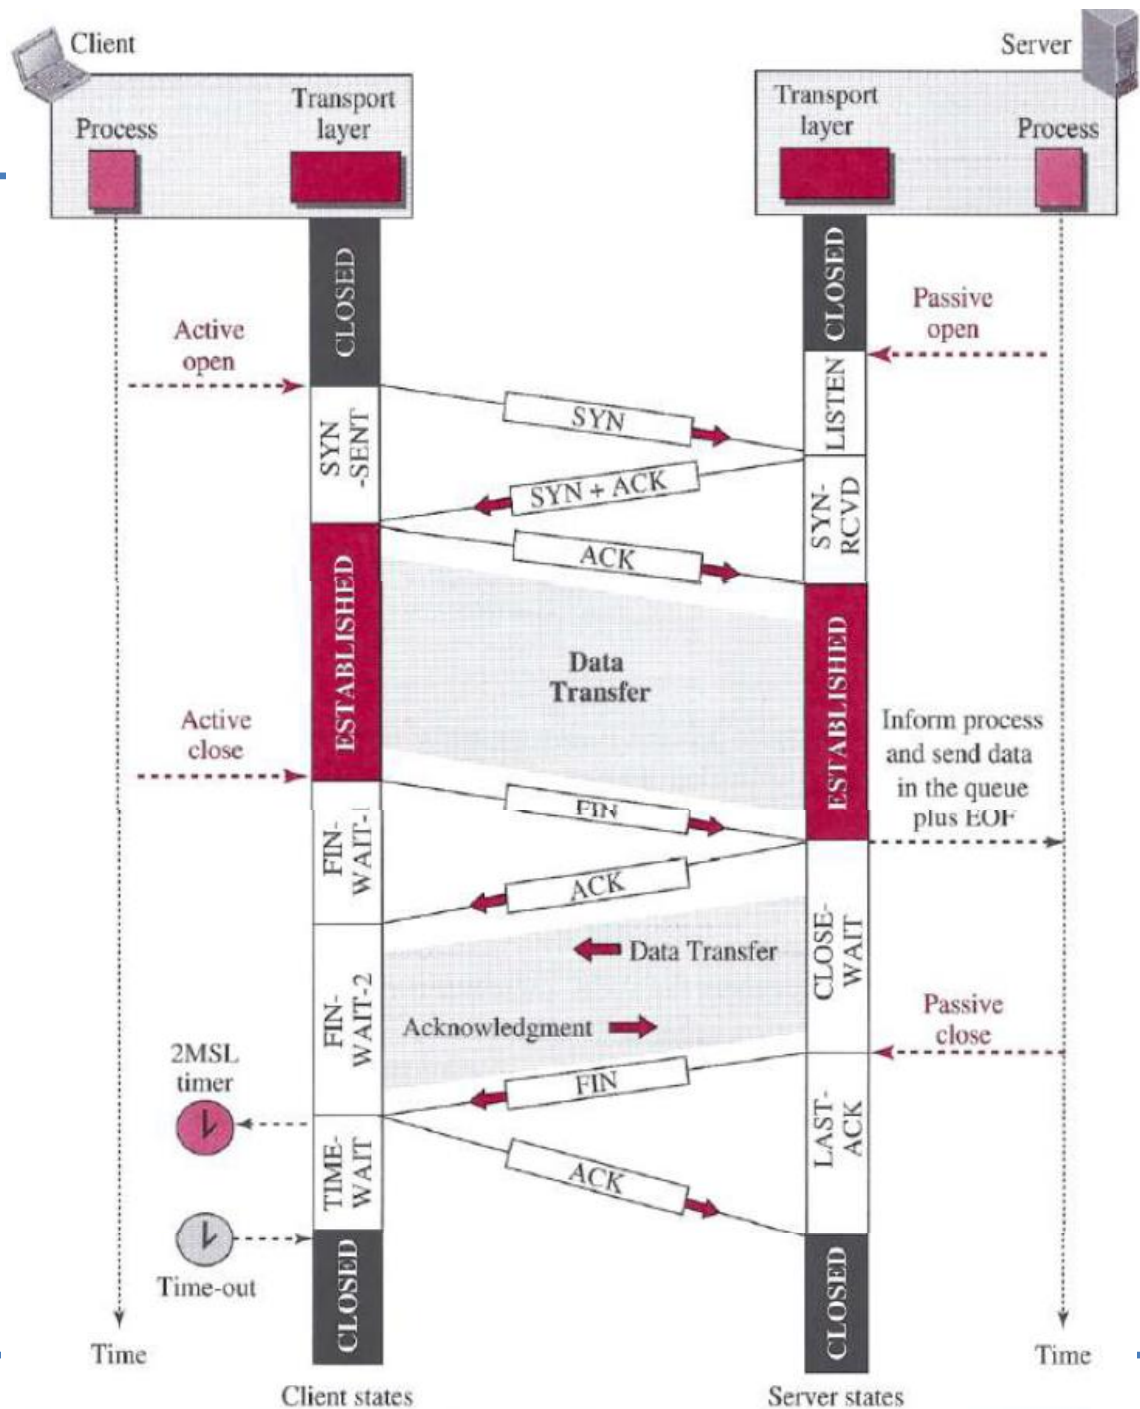 Client
Server
Process
Transport
layer
Transport
layer
Process
CLOSED
CLOSED
Active
open
Passive
open
SYN
-SENT
SYN
LISTEN
SYN + ACK
SYN-
RCVD
ACK
ESTABLISHED
Data
Transfer
ESTABLISHED
Active
close
Inform process
and send data
in the queue
plus EOF
FIN
FIN-
WAIT-
ACK
CLOSE-
WAIT
Data Transfer
FIN-
WAIT-2
Acknowledgment
Passive
close
2MSL
timer
FIN
LAST-
ACK
TIME-
WAIT
ACK
Time-out
CLOSED
CLOSED
Time
Time
Client states
Server states